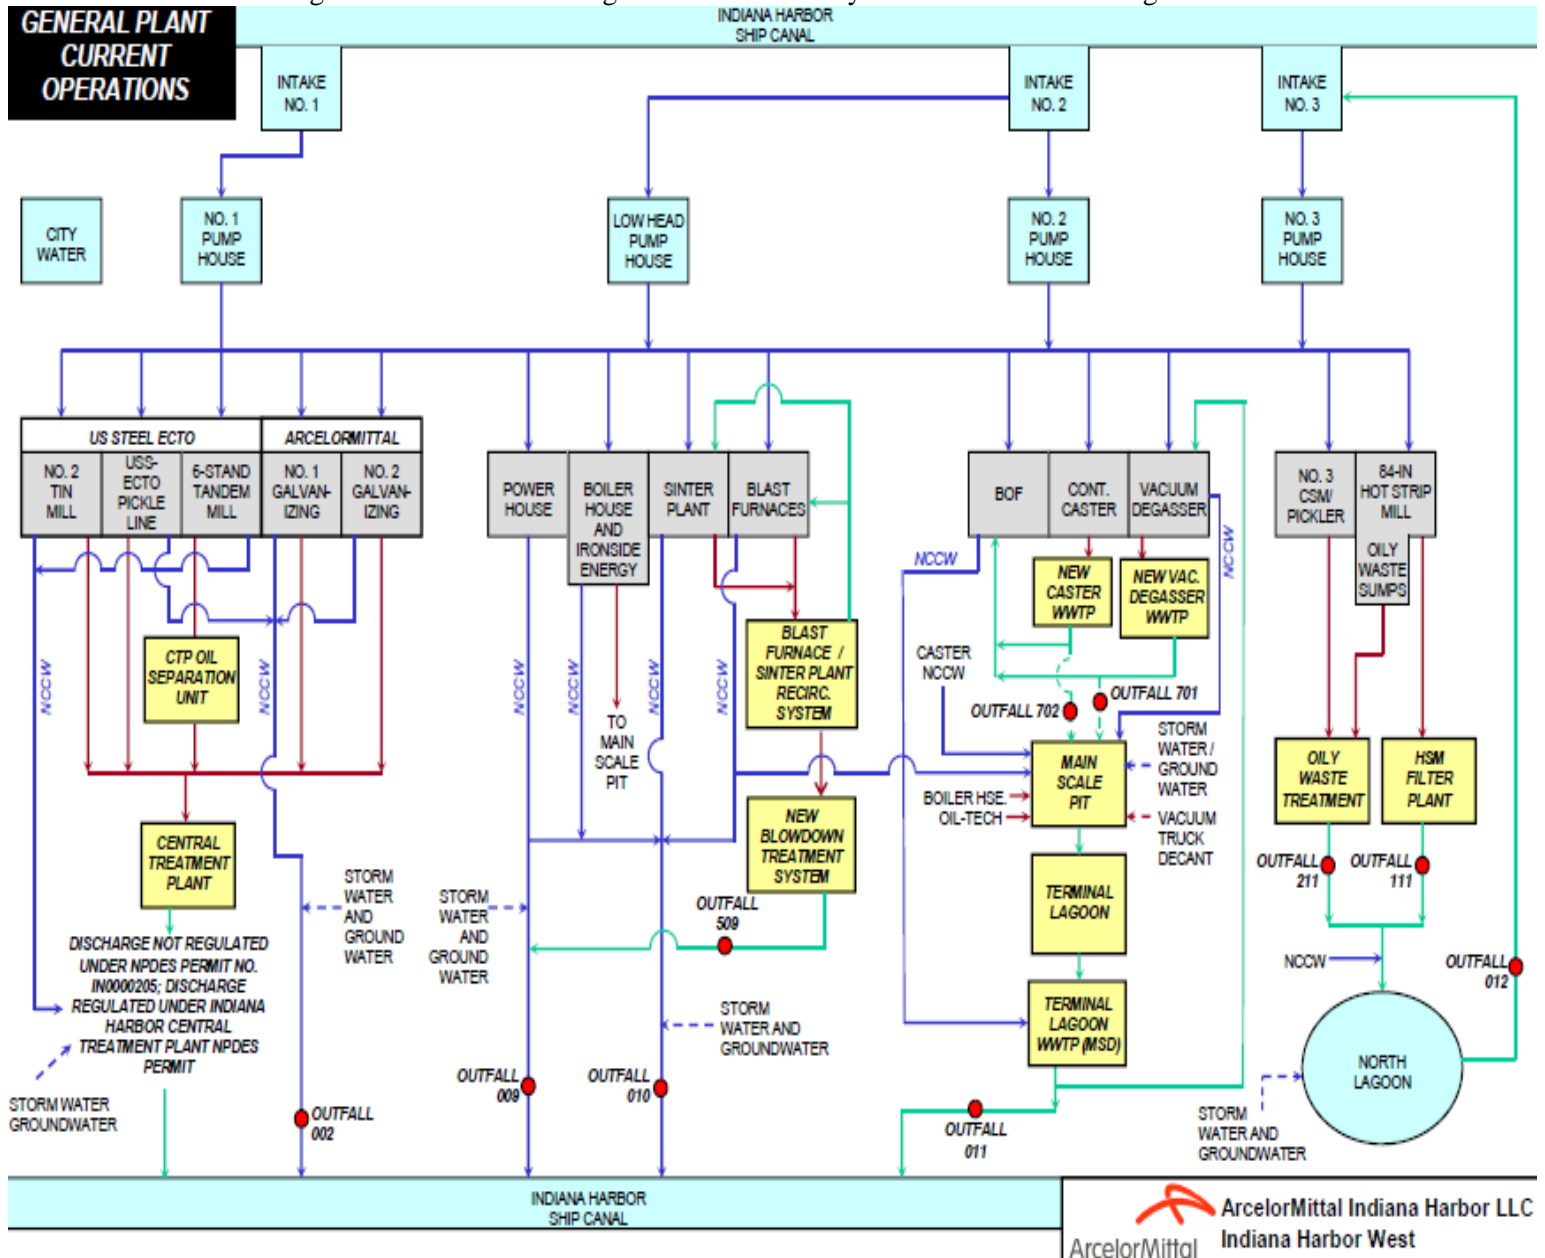 GENERAL PLANT
CURRENT
OPERATIONS
INDIANA HARBOR
SHIP CANAL
INTAKE
NO. 1
INTAKE
NO. 2
INTAKE
NO. 3
CITY
WATER
NO. 1
PUMP
HOUSE
LOW HEAD
PUMP
HOUSE
NO. 2
PUMP
HOUSE
NO. 3
PUMP
HOUSE
US STEEL ECTO
ARCELORMITTAL
NO. 2
TIN
MILL
USS-
ECTO
PICKLE
LINE
6-STAND
TANDEM
MILL
NO. 1
GALVAN-
IZING
NO. 2
GALVAN-
IZING
POWER
HOUSE
BOILER
HOUSE
AND
IRONSIDE
ENERGY
SINTER
PLANT
BLAST
FURNACES
BOF
CONT.
CASTER
VACUUM
DEGASSER
NO. 3
CSM/
PICKLER
84-IN
HOT STRIP
MILL
OILY
WASTE
SUMPS
NCCW
NCCW
NCCW
NCCW
NCCW
NCCW
NCCW
CTP OIL
SEPARATION
UNIT
BLAST
FURNACE /
SINTER PLANT
RECIRC.
SYSTEM
NEW
CASTER
WWTP
NEW VAC.
DEGASSER
WWTP
CASTER
NCCW
OUTFALL 702
OUTFALL 701
TO
MAIN
SCALE
PIT
MAIN
SCALE
PIT
STORM
WATER /
GROUND
WATER
BOILER HSE.
OIL-TECH
VACUUM
TRUCK
DECANT
OILY
WASTE
TREATMENT
HSM
FILTER
PLANT
CENTRAL
TREATMENT
PLANT
NEW
BLOWDOWN
TREATMENT
SYSTEM
OUTFALL
211
OUTFALL
111
STORM
WATER
AND
GROUND
WATER
STORM
WATER
AND
GROUND
WATER
OUTFALL
509
TERMINAL
LAGOON
DISCHARGE NOT REGULATED
UNDER NPDES PERMIT NO.
IN0000205; DISCHARGE
REGULATED UNDER INDIANA
HARBOR CENTRAL
TREATMENT PLANT NPDES
PERMIT
NCCW
OUTFALL
012
TERMINAL
LAGOON
WWTP (MSD)
STORM
WATER AND
GROUNDWATER
NORTH
LAGOON
OUTFALL
009
OUTFALL
010
STORM WATER
GROUNDWATER
OUTFALL
002
OUTFALL
011
STORM
WATER AND
GROUNDWATER
INDIANA HARBOR
SHIP CANAL
ArcelorMittal
ArcelorMittal Indiana Harbor LLC
Indiana Harbor West